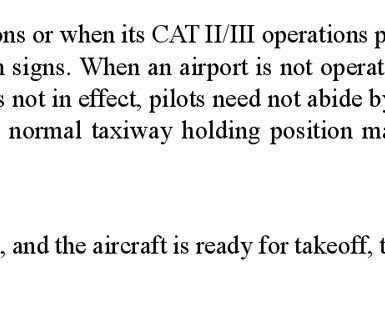 ons or when its CAT II/III operations p
n signs. When an airport is not operat
s not in effect, pilots need not abide by
normal taxiway holding position ma
, and the aircraft is ready for takeoff, t